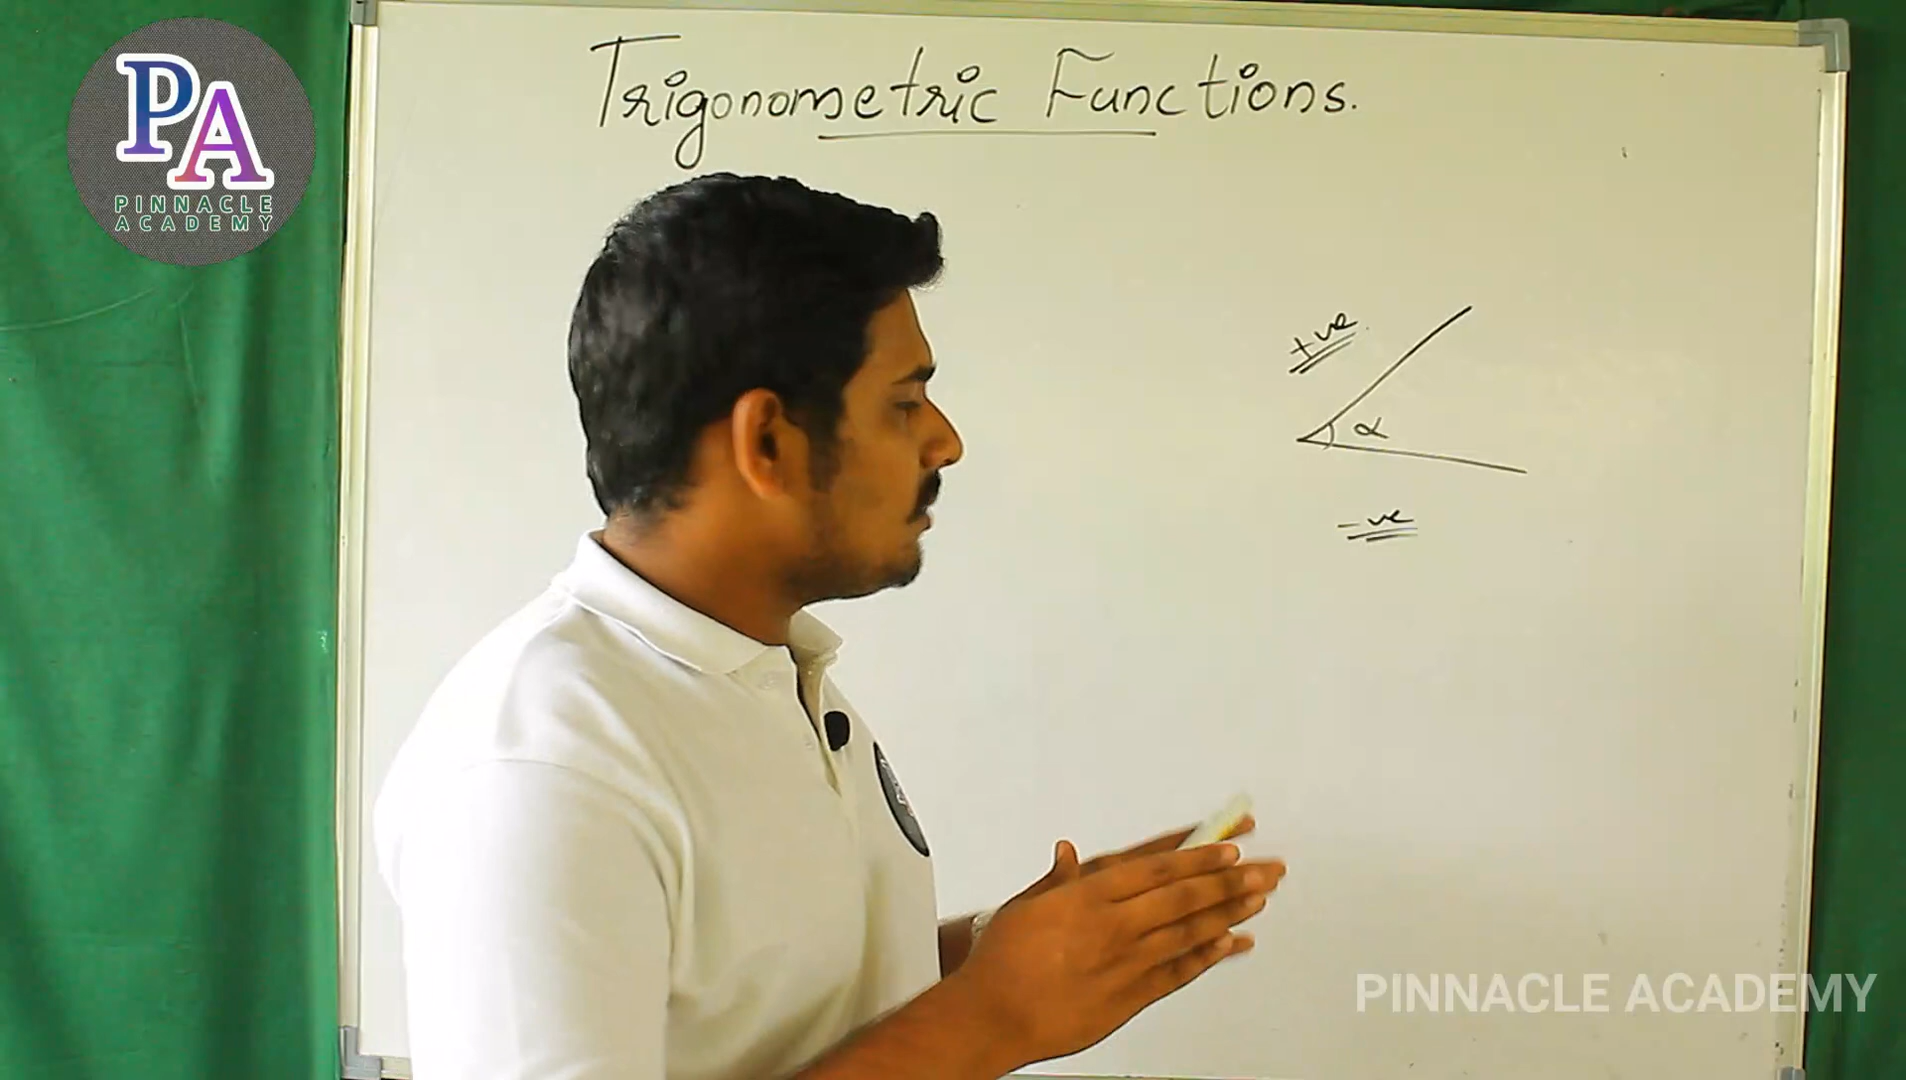 PA
PINNACLE
ACADEMY
Trigonometric Functions.
+ve
α
-ve
PINNACLE ACADEMY